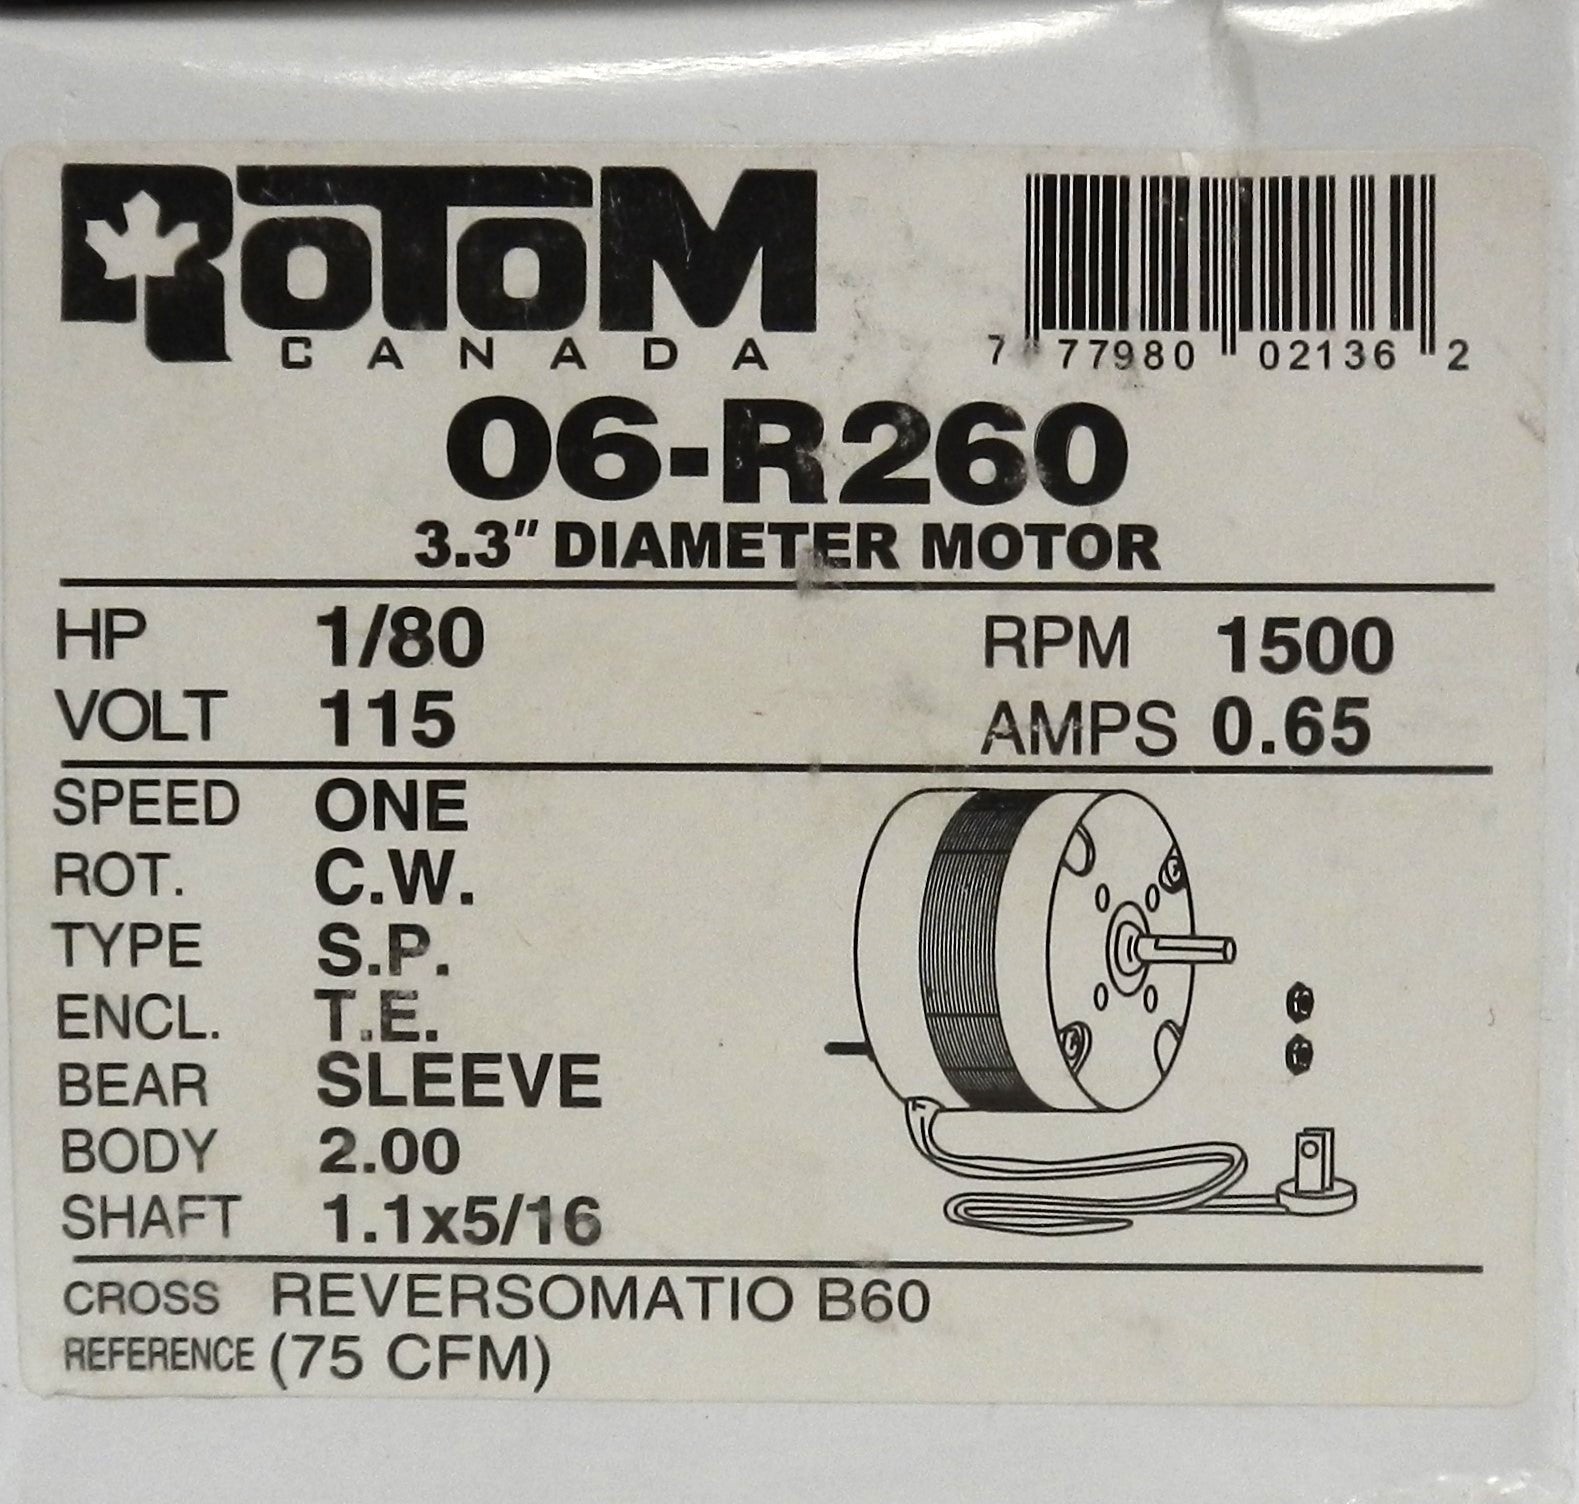 ROTOM
CANADA
7 77980 02136 2
06-R260
3.3" DIAMETER MOTOR
HP 1/80 RPM 1500
VOLT 115 AMPS 0.65
SPEED ONE
ROT. C.W.
TYPE S.P.
ENCL. T.E.
BEAR SLEEVE
BODY 2.00
SHAFT 1.1x5/16
CROSS REVERSOMATIO B60
REFERENCE (75 CFM)